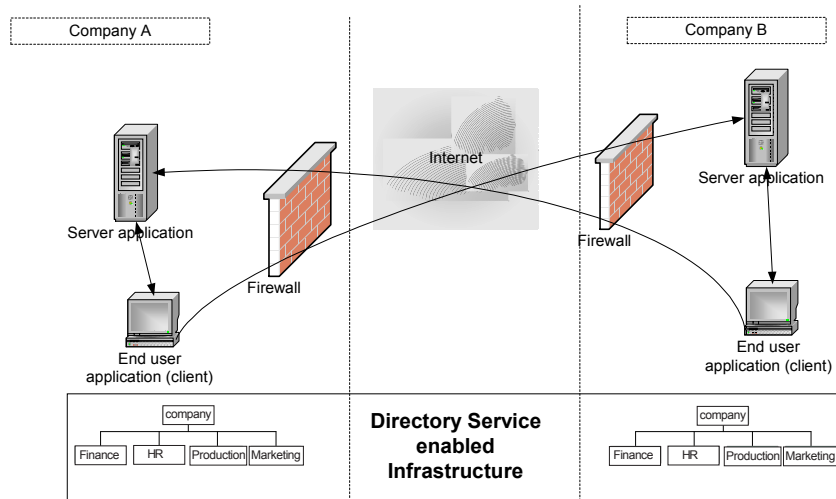 Company A
Company B
Internet
Server application
Server application
Firewall
Firewall
End user
application (client)
End user
application (client)
company
Finance
HR
Production
Marketing
Directory Service
enabled
Infrastructure
company
Finance
HR
Production
Marketing